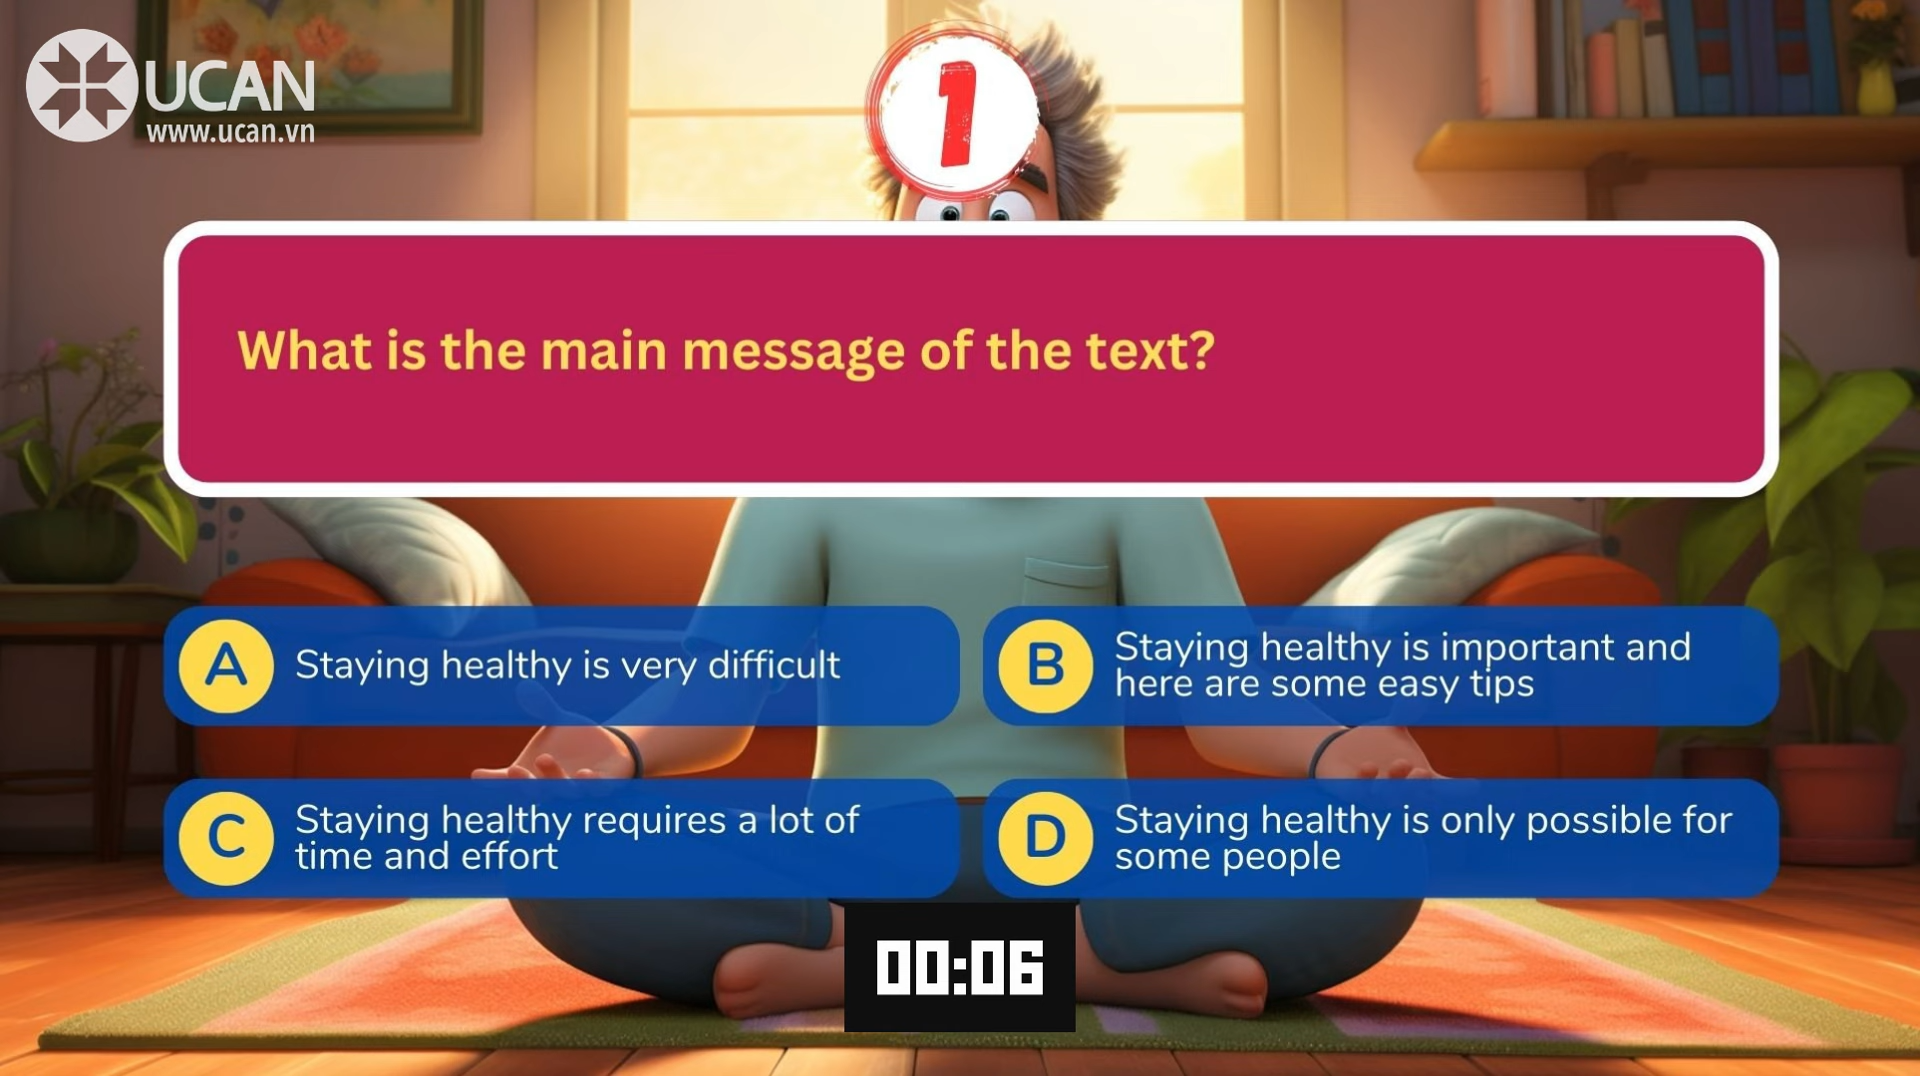 UCAN
www.ucan.vn
1
What is the main message of the text?
A
Staying healthy is very difficult
B
Staying healthy is important and
here are some easy tips
C
Staying healthy requires a lot of
time and effort
D
Staying healthy is only possible for
some people
00:06